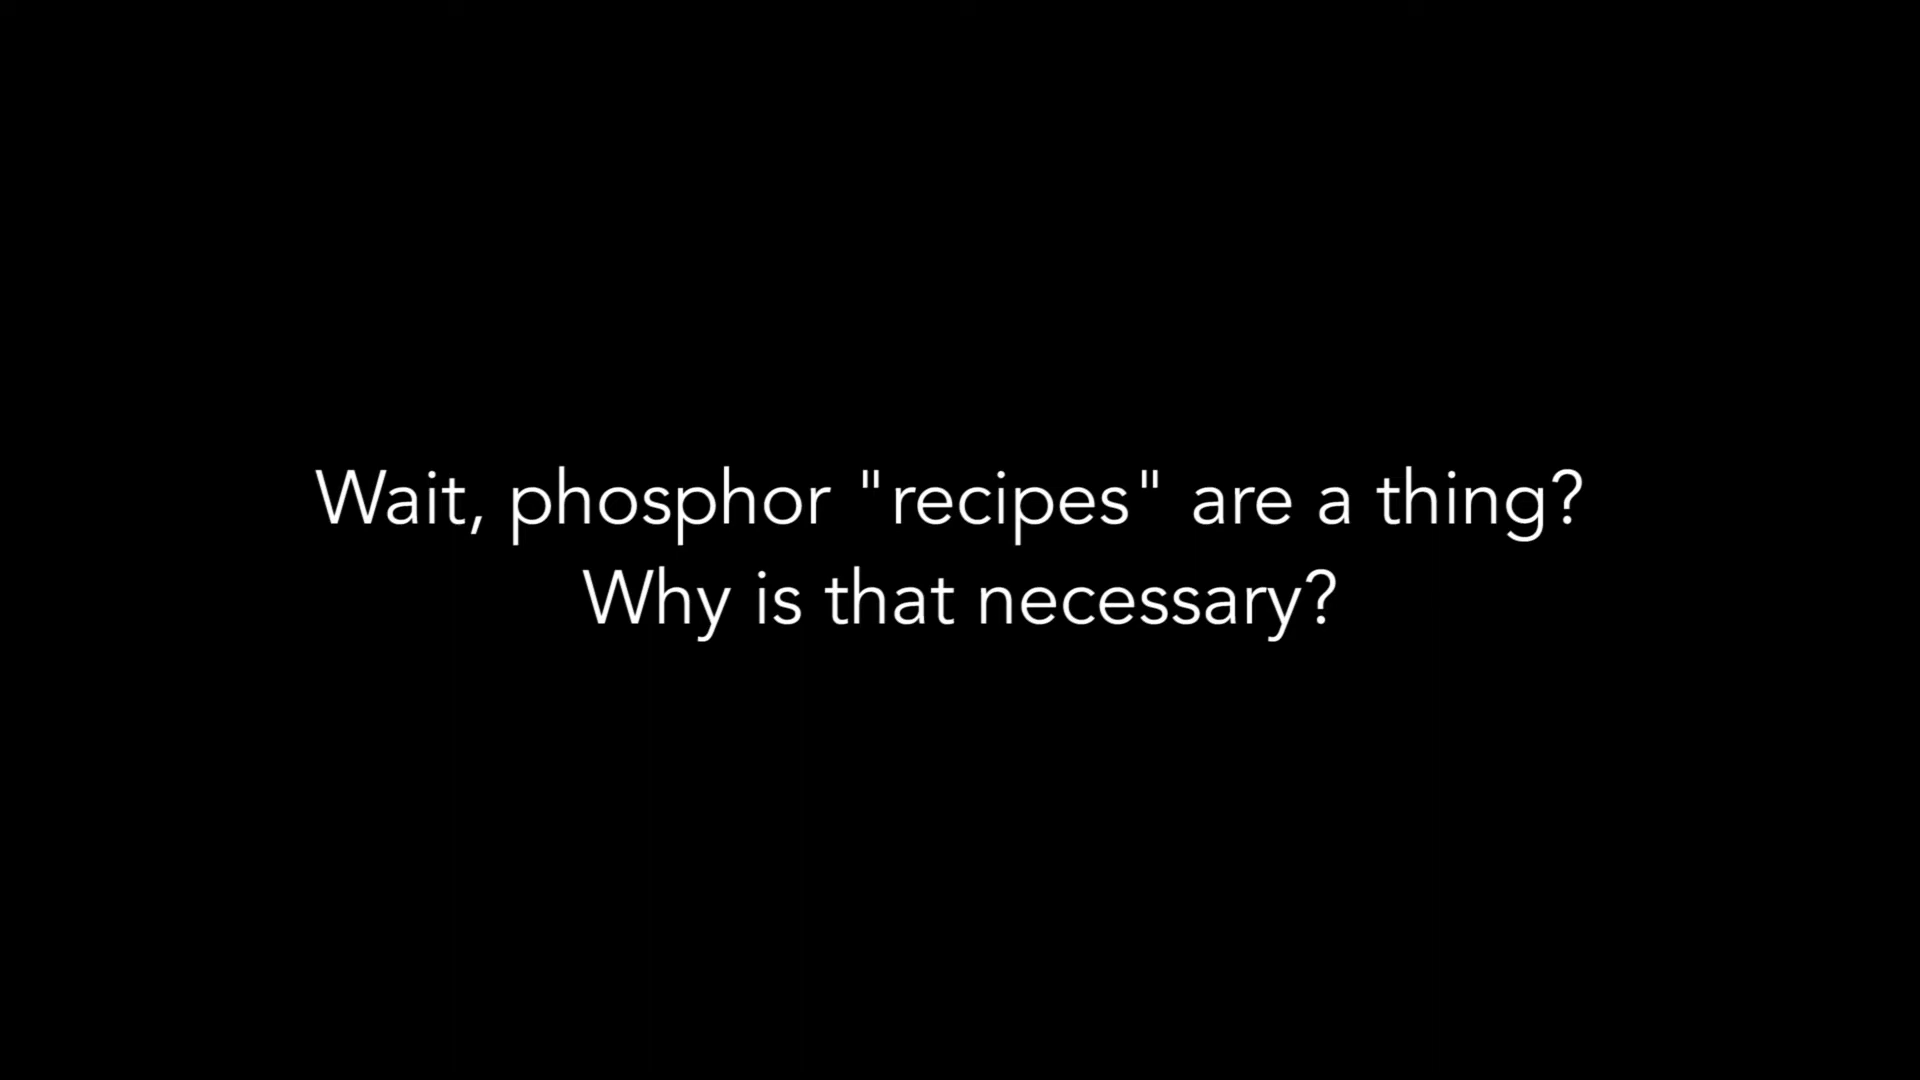 Wait, phosphor "recipes" are a thing?
Why is that necessary?